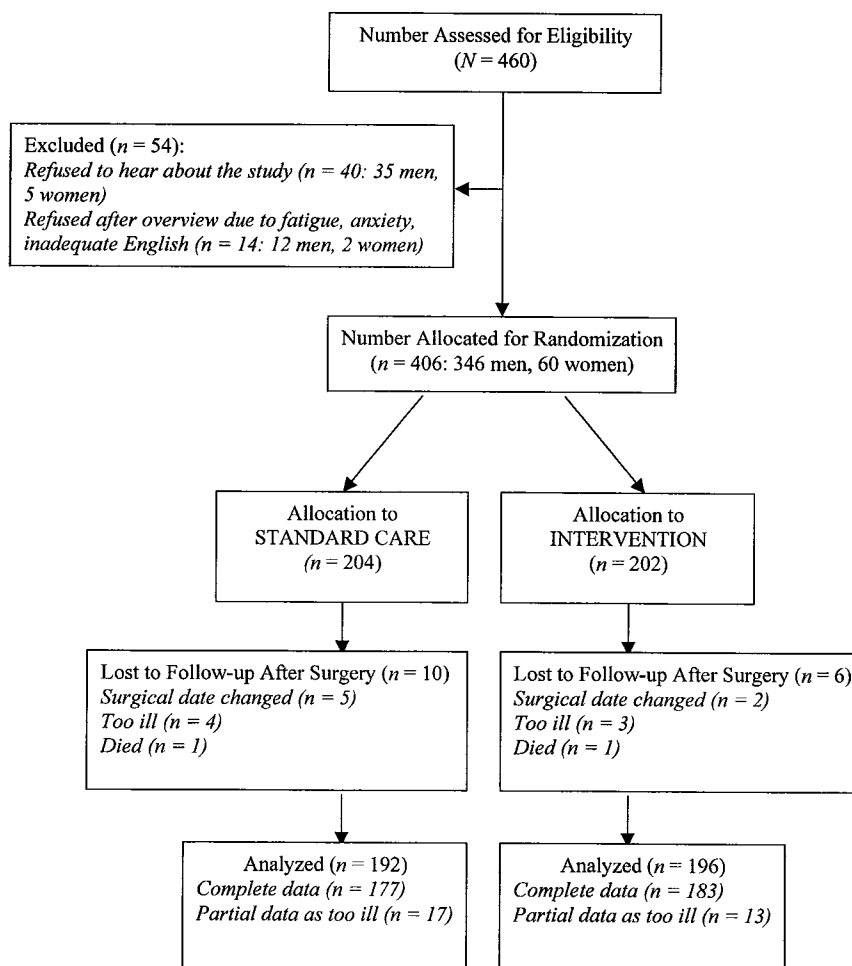 Number Assessed for Eligibility
(N = 460)
Excluded (n = 54):
Refused to hear about the study (n = 40: 35 men,
5 women)
Refused after overview due to fatigue, anxiety,
inadequate English (n = 14: 12 men, 2 women)
Number Allocated for Randomization
(n = 406: 346 men, 60 women)
Allocation to
STANDARD CARE
(n = 204)
Allocation to
INTERVENTION
(n = 202)
Lost to Follow-up After Surgery (n = 10)
Surgical date changed (n = 5)
Too ill (n = 4)
Died (n = 1)
Lost to Follow-up After Surgery (n = 6)
Surgical date changed (n = 2)
Too ill (n = 3)
Died (n = 1)
Analyzed (n = 192)
Complete data (n = 177)
Partial data as too ill (n = 17)
Analyzed (n = 196)
Complete data (n = 183)
Partial data as too ill (n = 13)